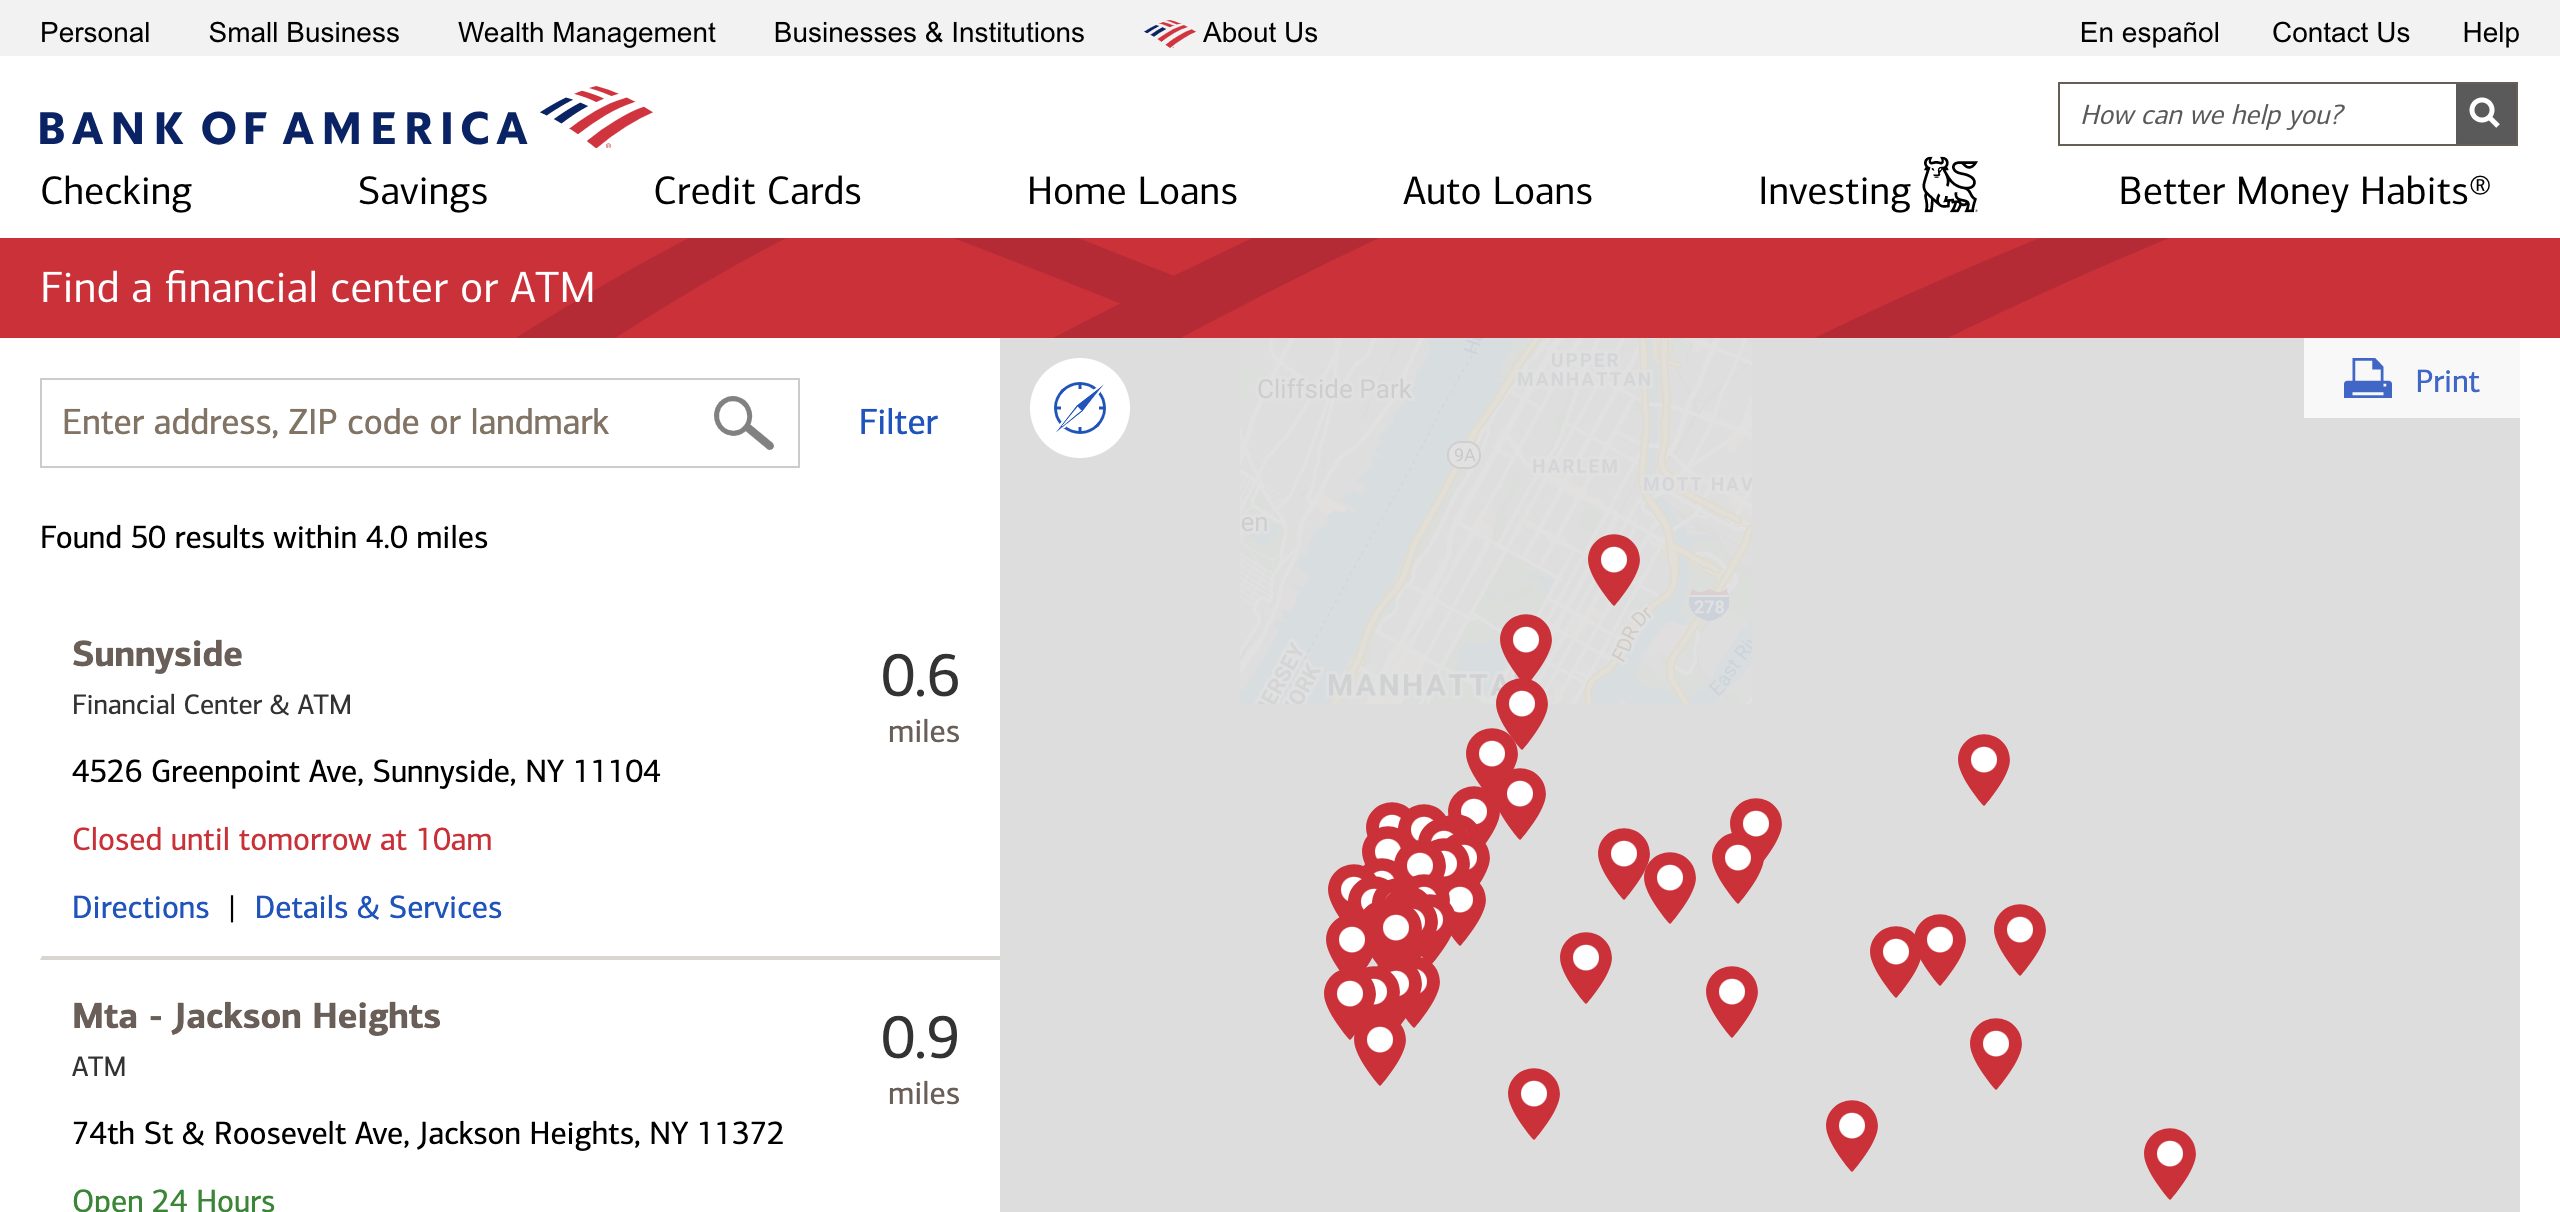 Personal Small Business Wealth Management Businesses & Institutions About Us En español Contact Us Help
BANK OF AMERICA
How can we help you?
Checking Savings Credit Cards Home Loans Auto Loans Investing Better Money Habits®
Find a financial center or ATM
Enter address, ZIP code or landmark
Filter
Found 50 results within 4.0 miles
Sunnyside
Financial Center & ATM
0.6
miles
4526 Greenpoint Ave, Sunnyside, NY 11104
Closed until tomorrow at 10am
Directions | Details & Services
Mta - Jackson Heights
ATM
0.9
miles
74th St & Roosevelt Ave, Jackson Heights, NY 11372
Open 24 Hours
Print
UPPER
MANHATTAN
Cliffside Park
9A
HARLEM
MOTT HAV
en
278
FDR Dr
East Ri
ERSEY
ORK
MANHATTA